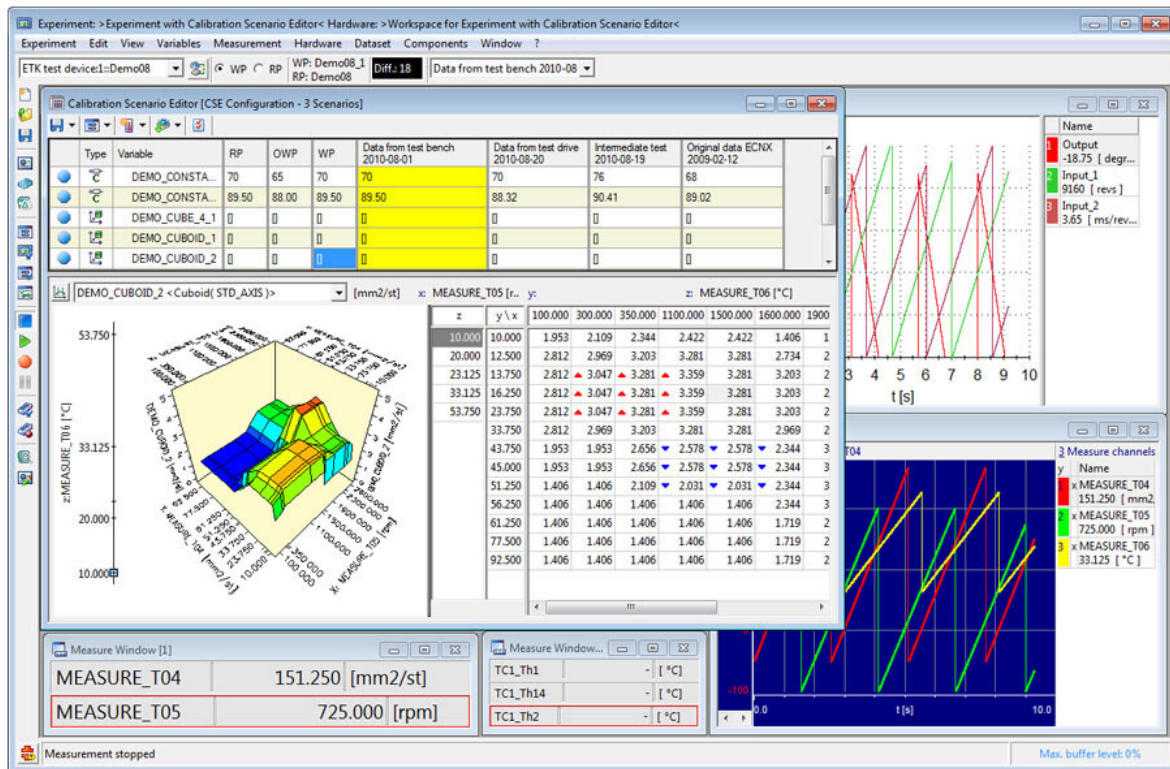 Experiment: >Experiment with Calibration Scenario Editor< Hardware: >Workspace for Experiment with Calibration Scenario Editor<
Experiment Edit View Variables Measurement Hardware Dataset Components Window ?
ETK test device:1::Demo08 WP RP WP: Demo08_1 Diff.: 18 Data from test bench 2010-08
RP: Demo08
Calibration Scenario Editor [CSE Configuration - 3 Scenarios]
Type Variable RP OWP WP Data from test bench 2010-08-01 Data from test drive 2010-08-20 Intermediate test 2010-08-19 Original data ECNX 2009-02-12
C DEMO_CONSTA... 70 65 70 70 70 76 68
C DEMO_CONSTA... 89.50 88.00 89.50 89.50 88.32 90.41 89.02
DEMO_CUBE_4_1 [] [] [] [] [] [] []
DEMO_CUBOID_1 [] [] [] [] [] [] []
DEMO_CUBOID_2 [] [] [] [] [] [] []
DEMO_CUBOID_2 <Cuboid( STD_AXIS )> [mm2/st] x: MEASURE_T05 [r.. y: z: MEASURE_T06 [°C]
z y \ x 100.000 300.000 350.000 1100.000 1500.000 1600.000 1900
10.000 10.000 1.953 2.109 2.344 2.422 2.422 1.406 1
20.000 12.500 2.812 2.969 3.203 3.281 3.281 2.734 2
23.125 13.750 2.812 3.047 3.281 3.359 3.281 3.203 2
33.125 16.250 2.812 3.047 3.281 3.359 3.281 3.203 2
53.750 23.750 2.812 3.047 3.281 3.359 3.281 3.203 2
33.750 2.812 2.969 3.203 3.281 3.281 2.969 2
43.750 1.953 1.953 2.656 2.578 2.578 2.344 3
45.000 1.953 1.953 2.656 2.578 2.578 2.344 3
51.250 1.406 1.406 2.109 2.031 2.031 2.344 3
56.250 1.406 1.406 1.406 1.406 1.406 2.344 3
61.250 1.406 1.406 1.406 1.406 1.406 1.719 2
77.500 1.406 1.406 1.406 1.406 1.406 1.719 2
92.500 1.406 1.406 1.406 1.406 1.406 1.719 2
z:MEASURE_T06 [°C]
53.750
33.125
20.000
10.000
DEMO_CUBOID_2 [mm2/st]
Y: MEASURE_T04 [mm2/st]
X: MEASURE_T05 [rpm]
Name
1 Output
-18.75 [ degr...
2 Input_1
9160 [ revs ]
3 Input_2
3.65 [ ms/rev...
3 4 5 6 7 8 9 10
t [s]
T04
3 Measure channels
y Name
1 x MEASURE_T04
151.250 [ mm2,
2 x MEASURE_T05
725.000 [ rpm ]
3 x MEASURE_T06
33.125 [ °C ]
-100.
0.0 t [s] 10.0
Measure Window [1]
MEASURE_T04 151.250 [mm2/st]
MEASURE_T05 725.000 [rpm]
Measure Window...
TC1_Th1 - [ °C]
TC1_Th14 - [ °C]
TC1_Th2 - [ °C]
Measurement stopped
Max. buffer level: 0%